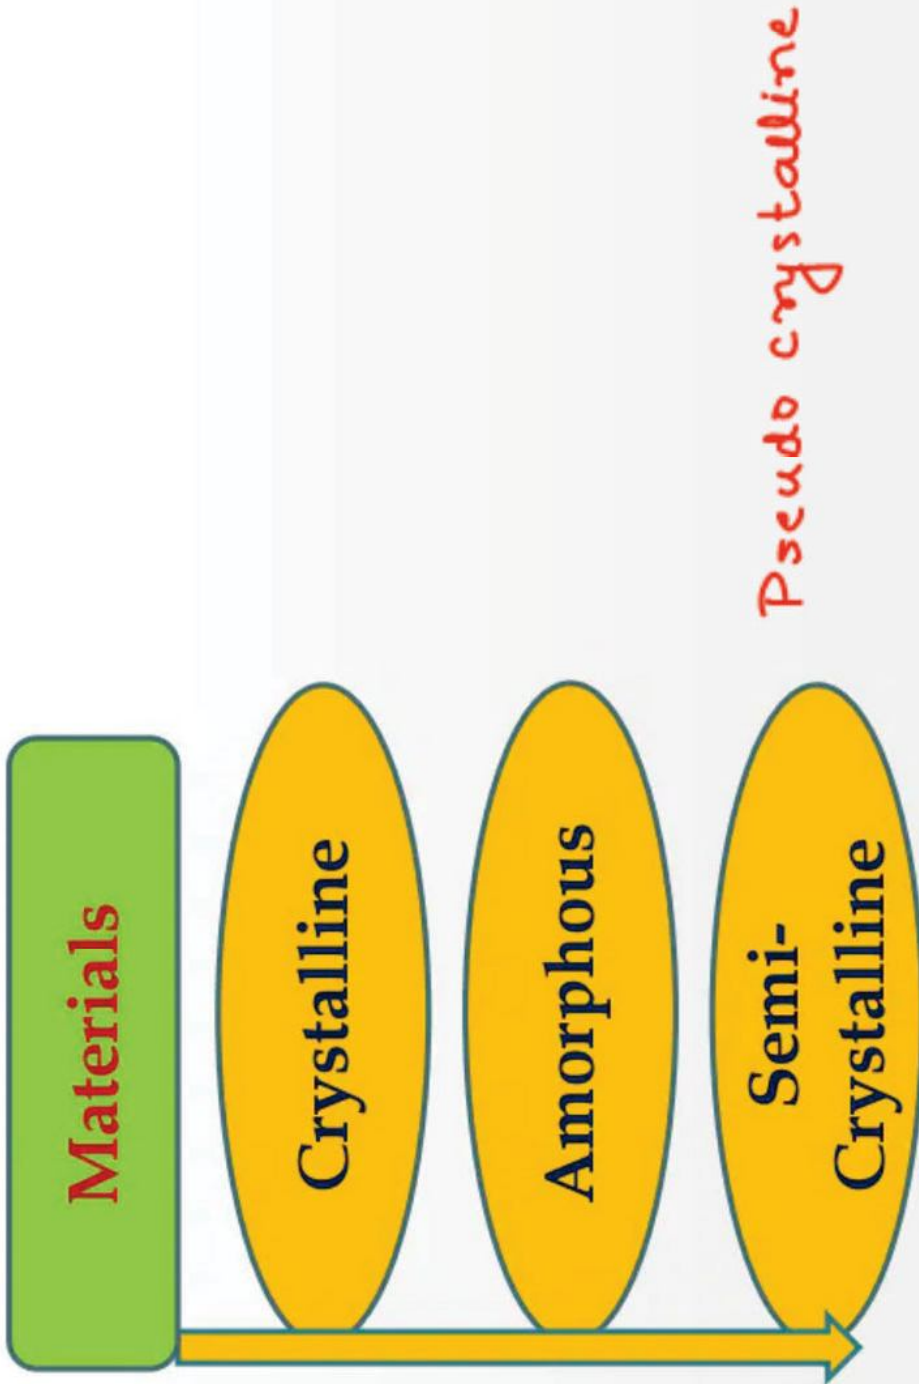 Materials
Crystalline
Amorphous
Semi-
Crystalline
Pseudo crystalline